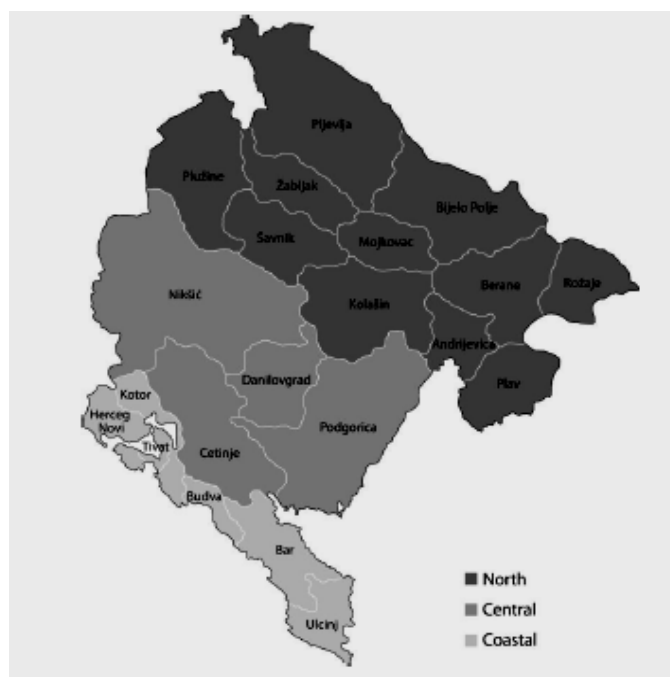 Pljevlja
Plužine
Žabljak
Bijelo Polje
Šavnik
Mojkovac
Nikšić
Kolašin
Berane
Rožaje
Andrijevica
Danilovgrad
Plav
Kotor
Herceg
Novi
Tivat
Cetinje
Podgorica
Budva
Bar
Ulcinj
North
Central
Coastal